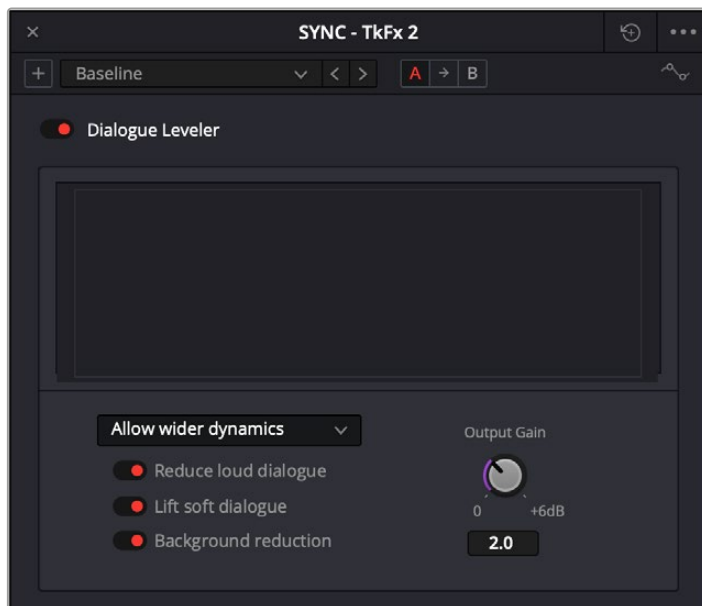 SYNC - TkFx 2
Baseline
A B
Dialogue Leveler
Allow wider dynamics
Output Gain
Reduce loud dialogue
Lift soft dialogue
0 +6dB
Background reduction
2.0